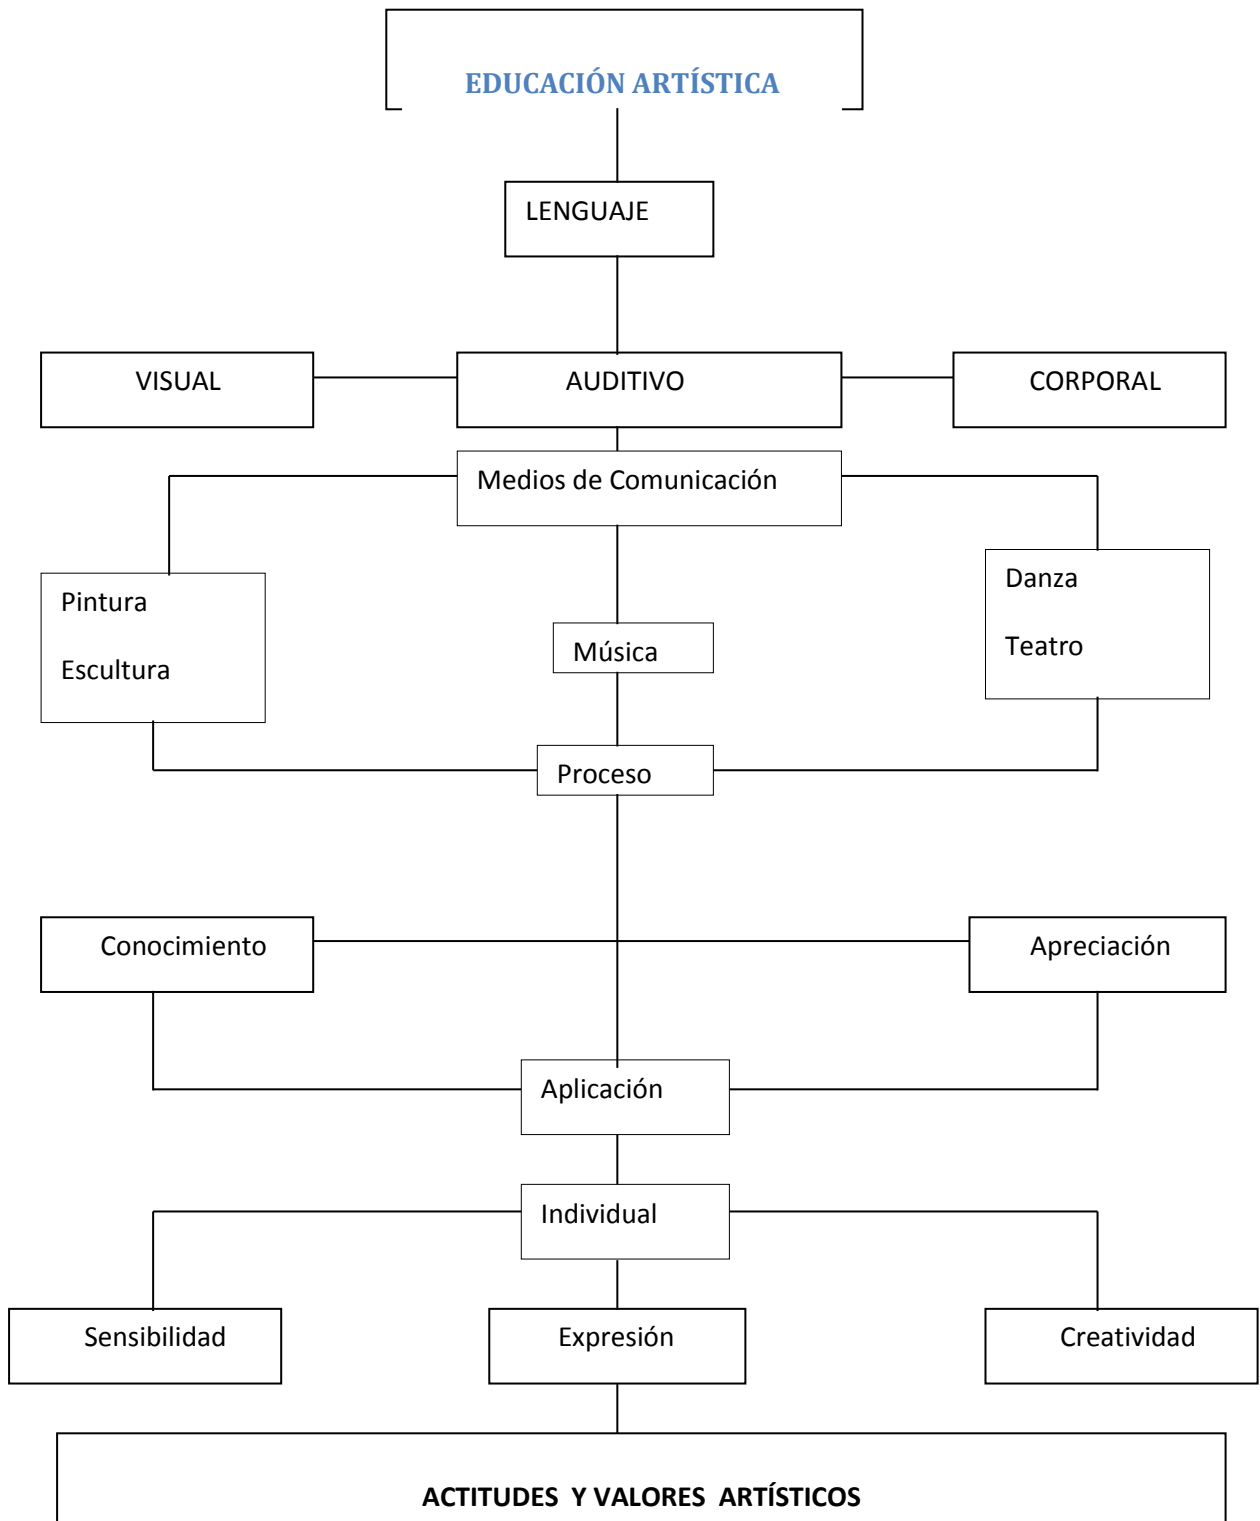 EDUCACIÓN ARTÍSTICA
LENGUAJE
VISUAL
AUDITIVO
CORPORAL
Medios de Comunicación
Pintura
Escultura
Música
Danza
Teatro
Proceso
Conocimiento
Apreciación
Aplicación
Individual
Sensibilidad
Expresión
Creatividad
ACTITUDES Y VALORES ARTÍSTICOS